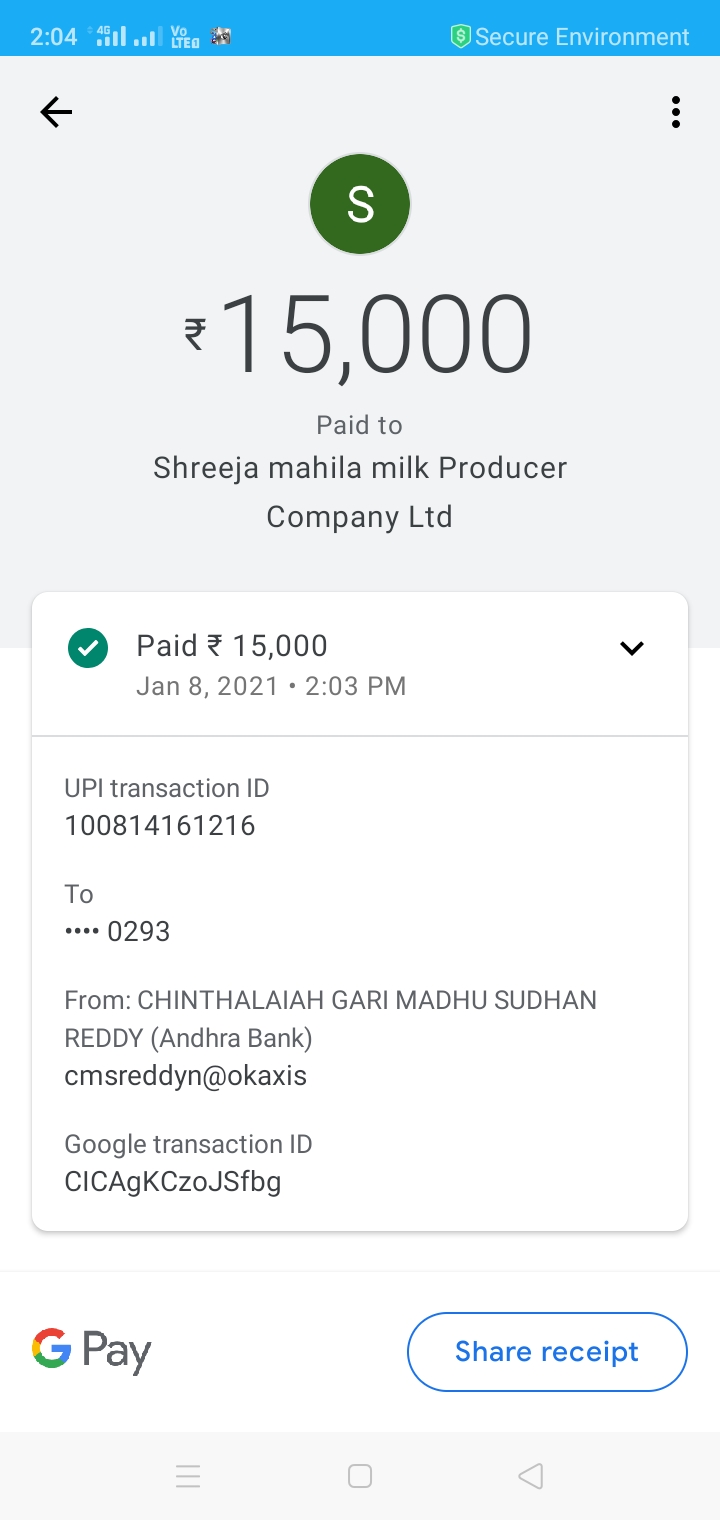 2:04 4G Vo LTE Secure Environment
S
₹15,000
Paid to
Shreeja mahila milk Producer
Company Ltd
Paid ₹ 15,000
Jan 8, 2021 • 2:03 PM
UPI transaction ID
100814161216
To
•••• 0293
From: CHINTHALAIAH GARI MADHU SUDHAN
REDDY (Andhra Bank)
cmsreddyn@okaxis
Google transaction ID
CICAgKCzoJSfbg
G Pay
Share receipt